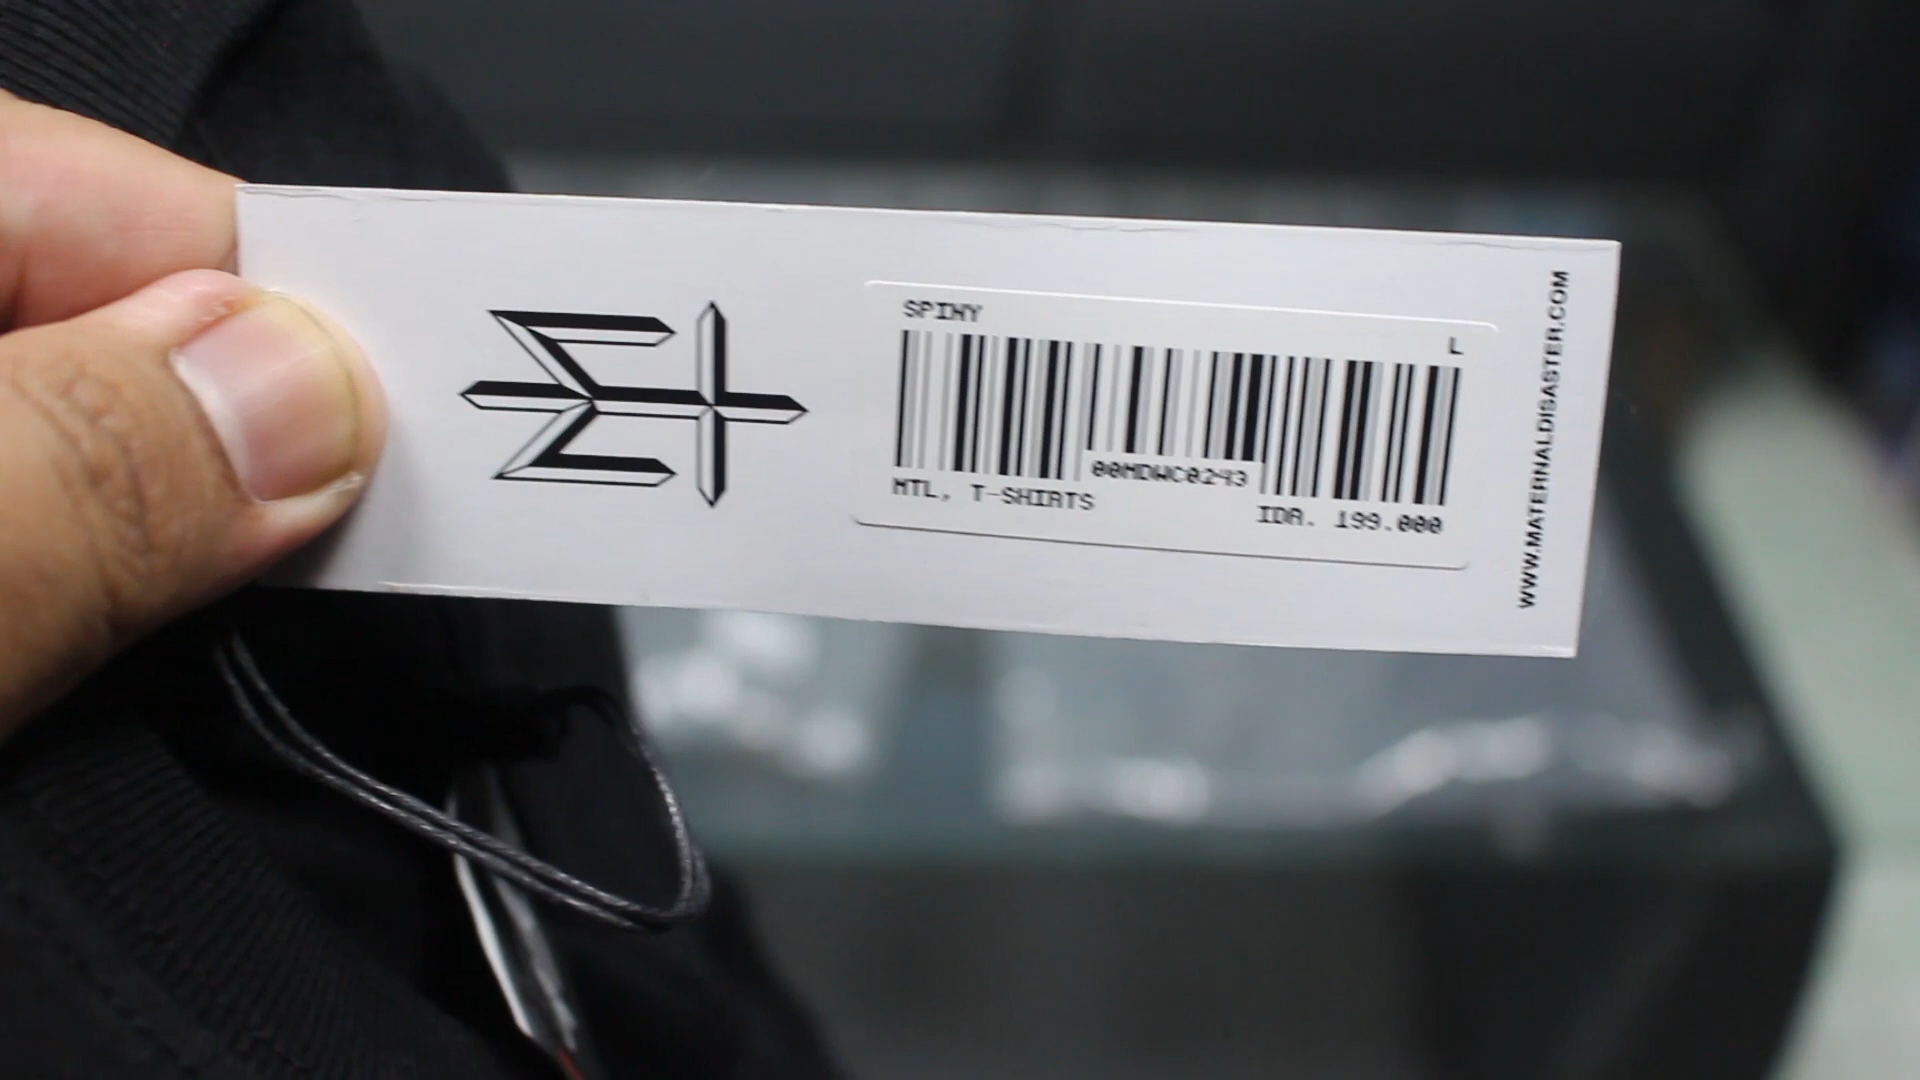 SPINY
L
00MDWC0243
MTL, T-SHIRTS
IDR. 199.000
WWW.MATERNALDISASTER.COM